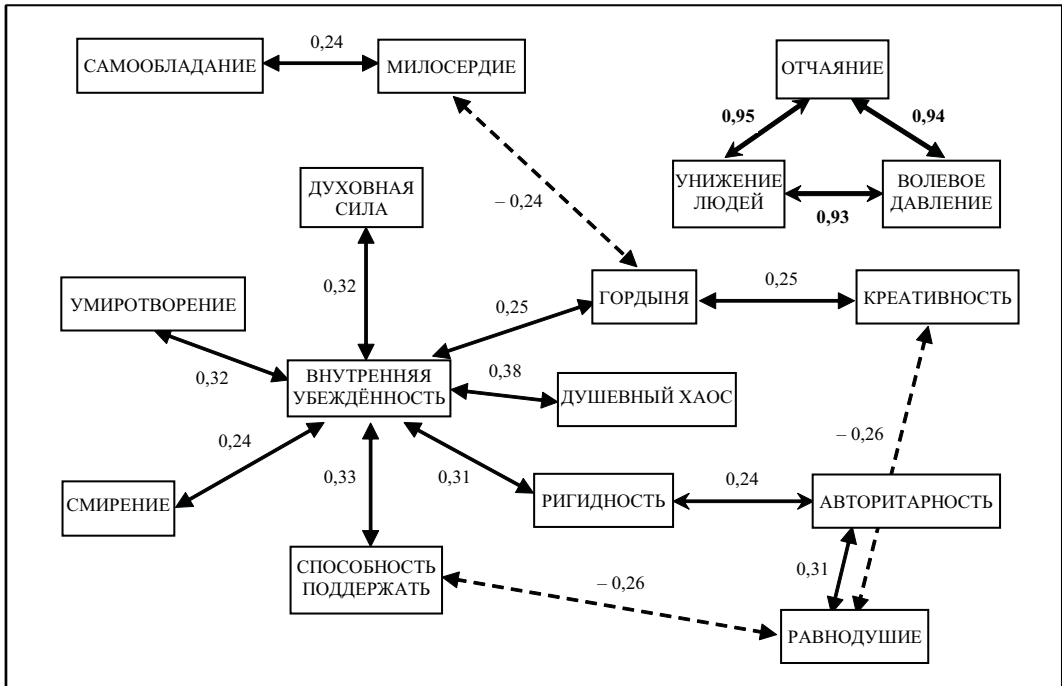 0,24
САМООБЛАДАНИЕ
МИЛОСЕРДИЕ
ОТЧАЯНИЕ
0,95
0,94
УНИЖЕНИЕ
ЛЮДЕЙ
ВОЛЕВОЕ
ДАВЛЕНИЕ
0,93
ДУХОВНАЯ
СИЛА
– 0,24
0,32
УМИРОТВОРЕНИЕ
0,25
ГОРДЫНЯ
0,25
КРЕАТИВНОСТЬ
0,32
ВНУТРЕННЯЯ
УБЕЖДЁННОСТЬ
0,38
ДУШЕВНЫЙ ХАОС
0,24
0,33
0,31
– 0,26
СМИРЕНИЕ
РИГИДНОСТЬ
0,24
АВТОРИТАРНОСТЬ
СПОСОБНОСТЬ
ПОДДЕРЖАТЬ
– 0,26
0,31
РАВНОДУШИЕ